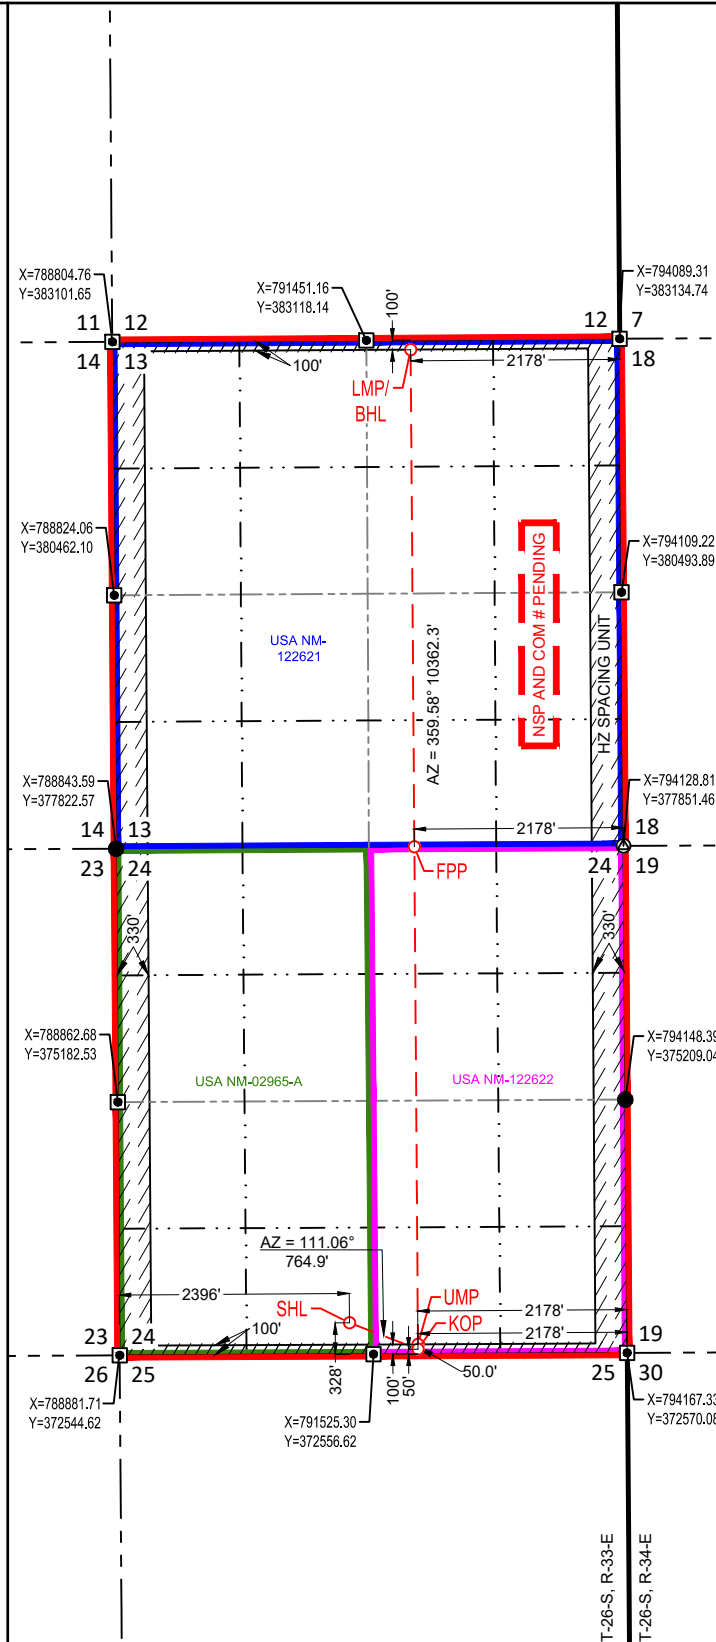 X=788804.76
Y=383101.65
X=791451.16
Y=383118.14
100'
X=794089.31
Y=383134.74
11
12
12
7
14
13
18
100'
2178'
LMP/
BHL
X=788824.06
Y=380462.10
X=794109.22
Y=380493.89
NSP AND COM # PENDING
USA NM-
122621
HZ SPACING UNIT
AZ = 359.58° 10362.3'
X=788843.59
Y=377822.57
X=794128.81
Y=377851.46
14
13
18
2178'
23
24
FPP
24
19
330'
330'
X=788862.68
Y=375182.53
X=794148.39
Y=375209.04
USA NM-02965-A
USA NM-122622
AZ = 111.06°
764.9'
2396'
SHL
UMP
2178'
KOP
2178'
100'
23
24
19
26
25
328'
100'
50'
50.0'
25
30
X=788881.71
Y=372544.62
X=791525.30
Y=372556.62
X=794167.33
Y=372570.08
T-26-S, R-33-E
T-26-S, R-34-E